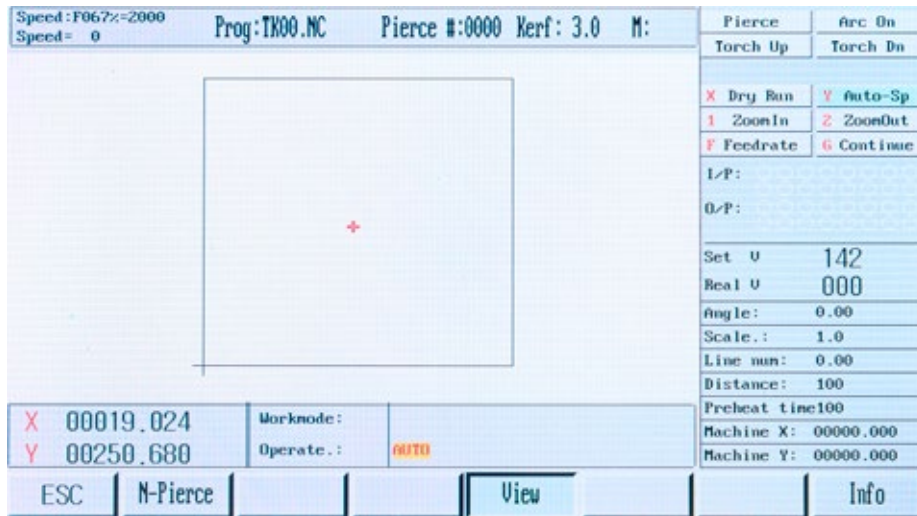 Speed:F067%=2000
Speed= 0
Prog:TK00.NC Pierce #:0000 Kerf: 3.0 M:
Pierce Arc On
Torch Up Torch Dn
X Dry Run Y Auto-Sp
1 ZoomIn 2 ZoomOut
F Feedrate G Continue
I/P:
O/P:
Set V 142
Real V 000
Angle: 0.00
Scale.: 1.0
Line num: 0.00
Distance: 100
Preheat time100
Machine X: 00000.000
Machine Y: 00000.000
X 00019.024
Y 00250.680
Workmode:
Operate.: AUTO
ESC N-Pierce View Info